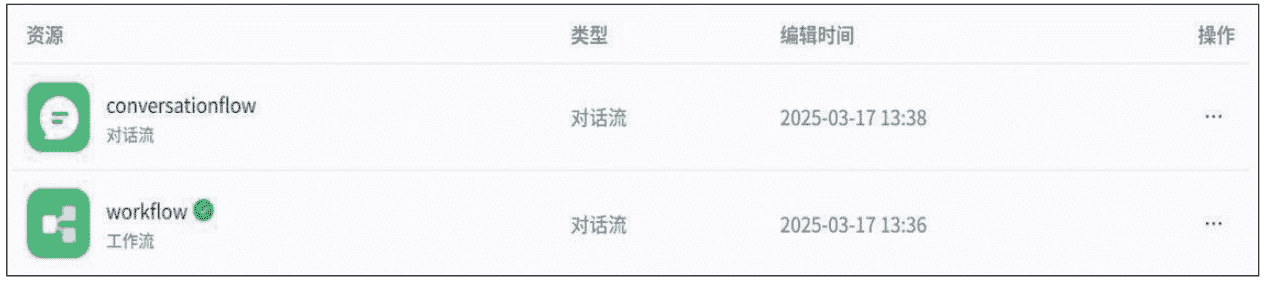 资源 类型 编辑时间 操作
conversationflow
对话流 对话流 2025-03-17 13:38 ...
workflow
工作流 对话流 2025-03-17 13:36 ...